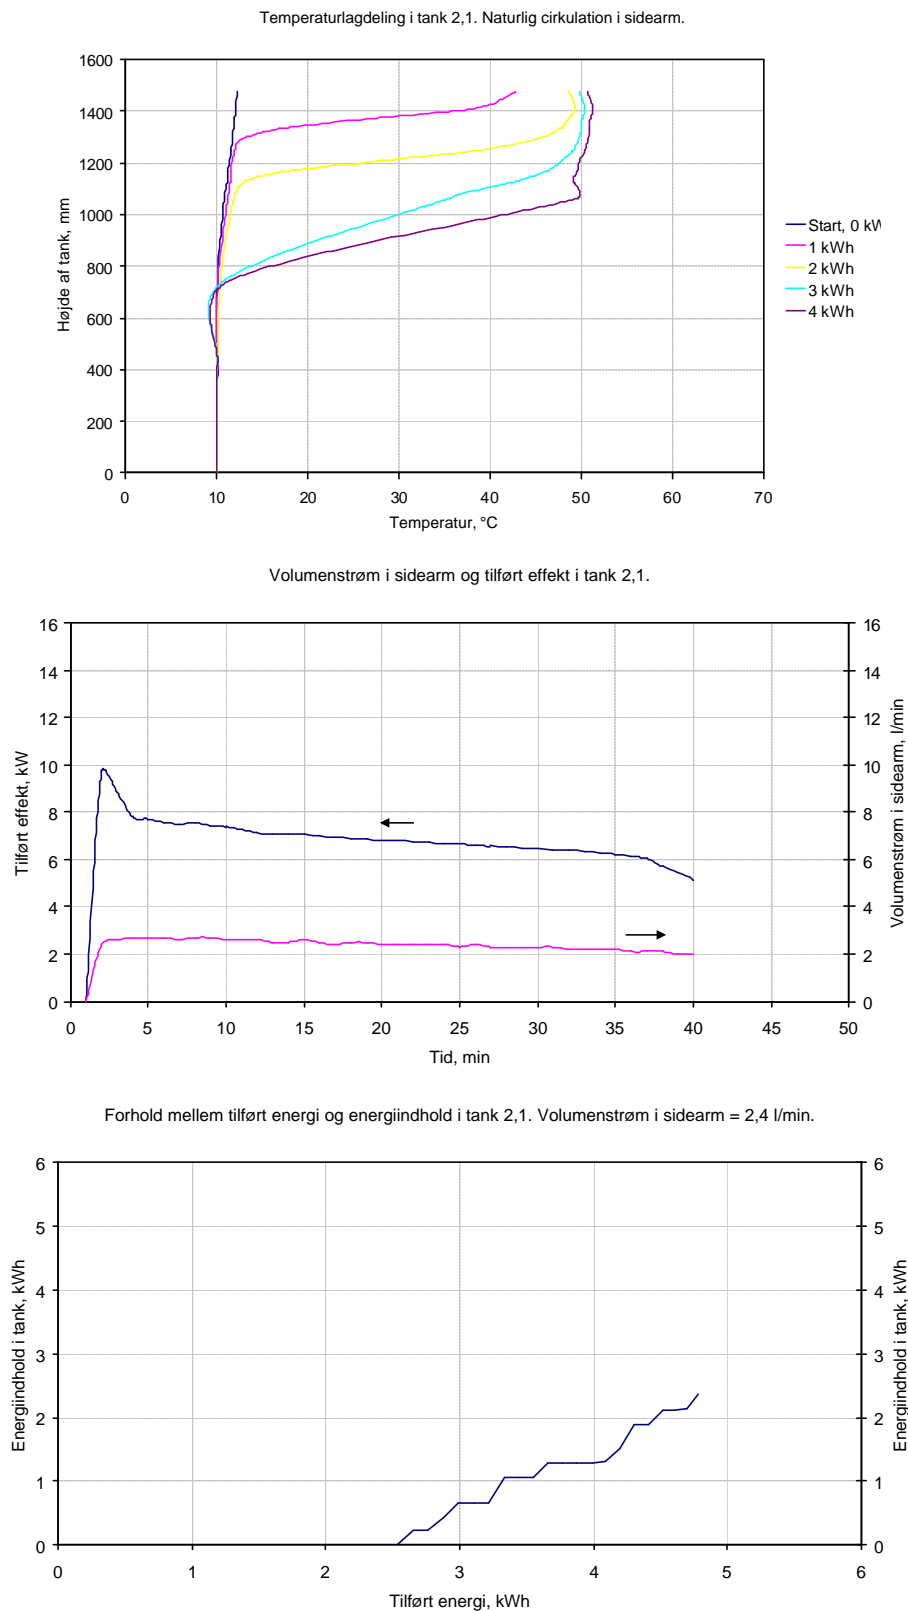 Temperaturlagdeling i tank 2,1. Naturlig cirkulation i sidearm.
1600
1400
1200
1000
800
600
400
200
0
Højde af tank, mm
0 10 20 30 40 50 60 70
Temperatur, °C
Start, 0 kW
1 kWh
2 kWh
3 kWh
4 kWh
Volumenstrøm i sidearm og tilført effekt i tank 2,1.
16
14
12
10
8
6
4
2
0
Tilført effekt, kW
16
14
12
10
8
6
4
2
0
Volumenstrøm i sidearm, l/min
0 5 10 15 20 25 30 35 40 45 50
Tid, min
Forhold mellem tilført energi og energiindhold i tank 2,1. Volumenstrøm i sidearm = 2,4 l/min.
6
5
4
3
2
1
0
Energiindhold i tank, kWh
6
5
4
3
2
1
0
Energiindhold i tank, kWh
0 1 2 3 4 5 6
Tilført energi, kWh